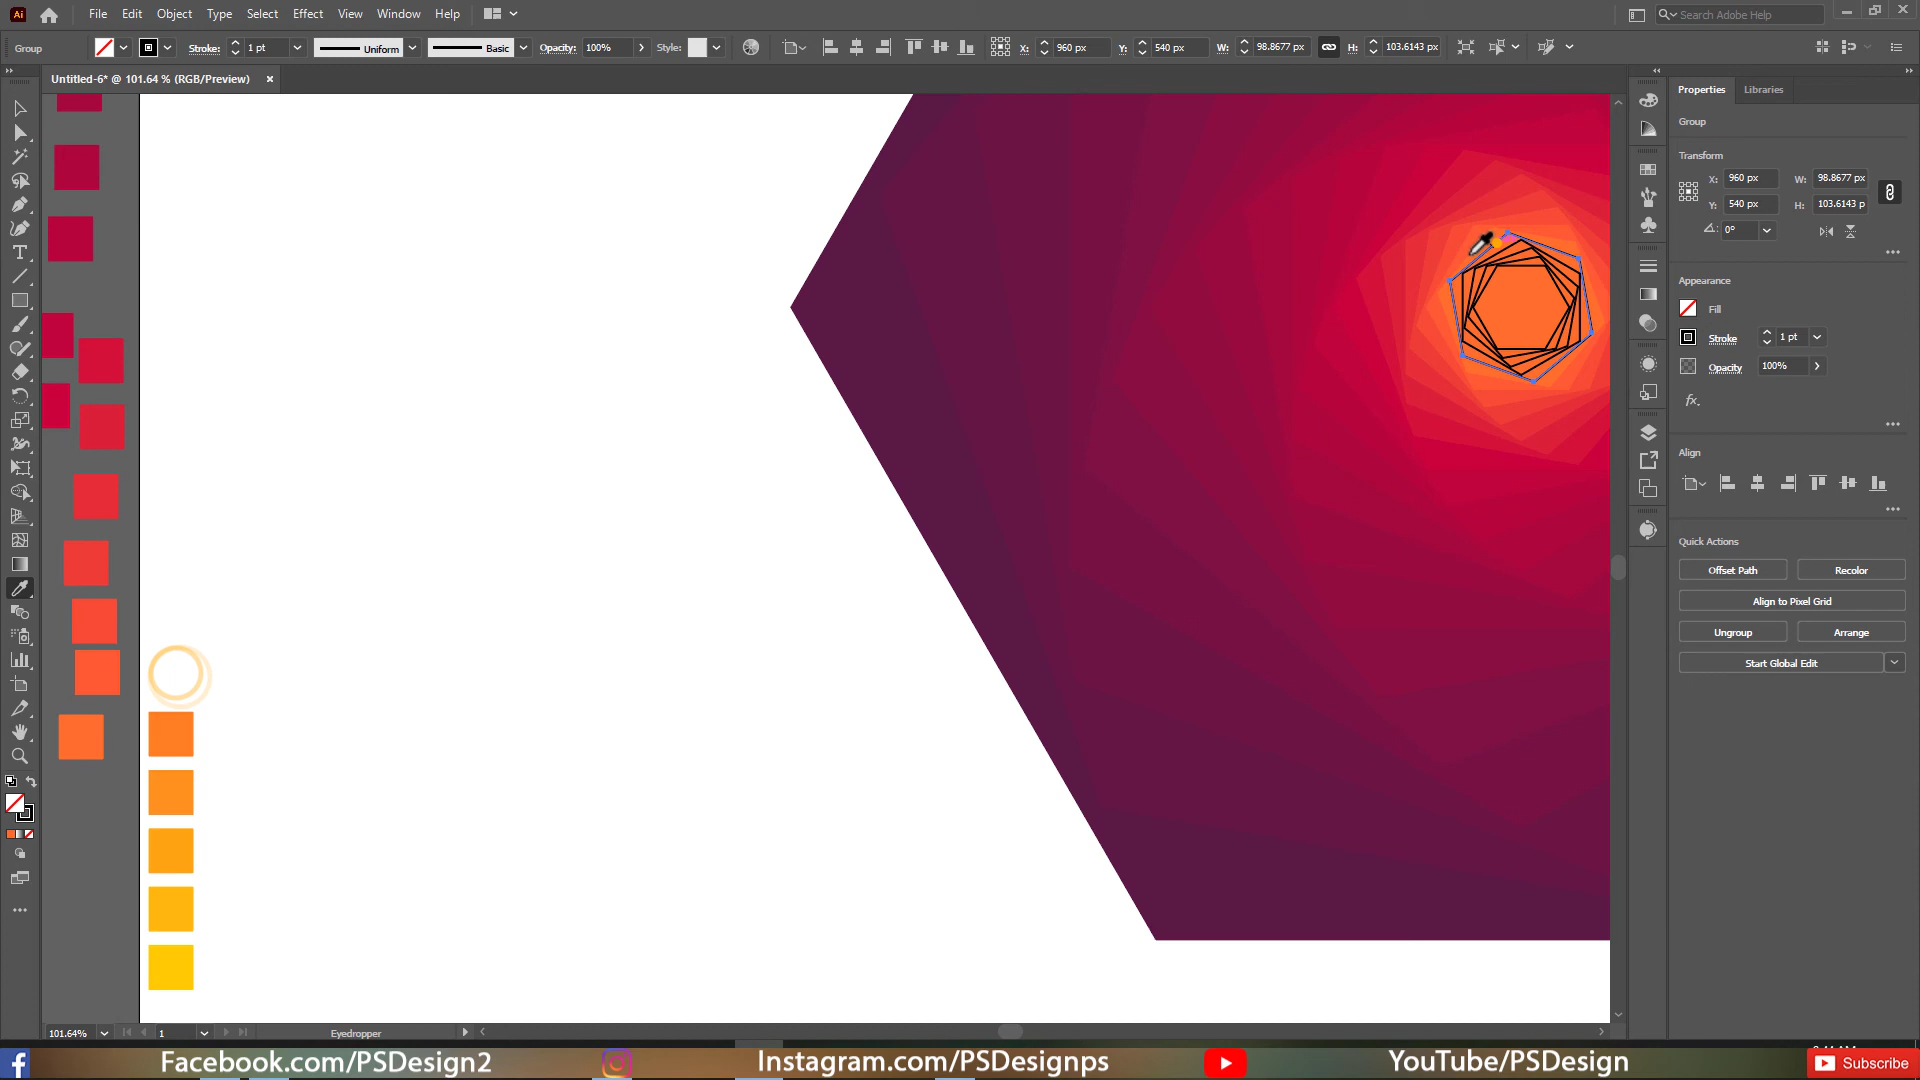 Ai File Edit Object Type Select Effect View Window Help Search Adobe Help
Group Stroke: 1 pt Uniform Basic Opacity: 100% Style: X: 960 px Y: 540 px W: 98.8677 px H: 103.6143 px
Untitled-6* @ 101.64 % (RGB/Preview) ×
Properties Libraries
Group
Transform
X: 960 px W: 98.8677 px
Y: 540 px H: 103.6143 p
0°
Appearance
Fill
Stroke 1 pt
Opacity 100%
fx.
Align
Quick Actions
Offset Path Recolor
Align to Pixel Grid
Ungroup Arrange
Start Global Edit
101.64% 1 Eyedropper
Facebook.com/PSDesign2 Instagram.com/PSDesignps YouTube/PSDesign Subscribe